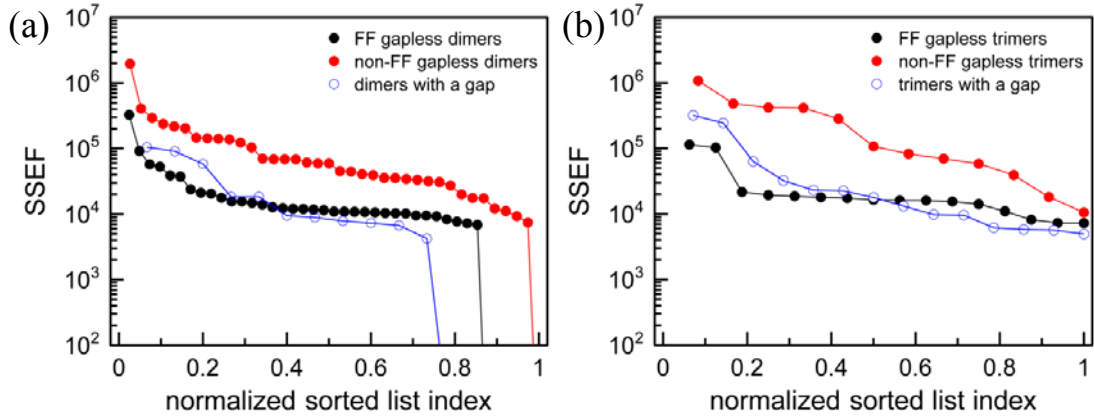 (a)
SSEF
10^7
10^6
10^5
10^4
10^3
10^2
FF gapless dimers
non-FF gapless dimers
dimers with a gap
0 0.2 0.4 0.6 0.8 1
normalized sorted list index
(b)
SSEF
10^7
10^6
10^5
10^4
10^3
10^2
FF gapless trimers
non-FF gapless trimers
trimers with a gap
0 0.2 0.4 0.6 0.8 1
normalized sorted list index